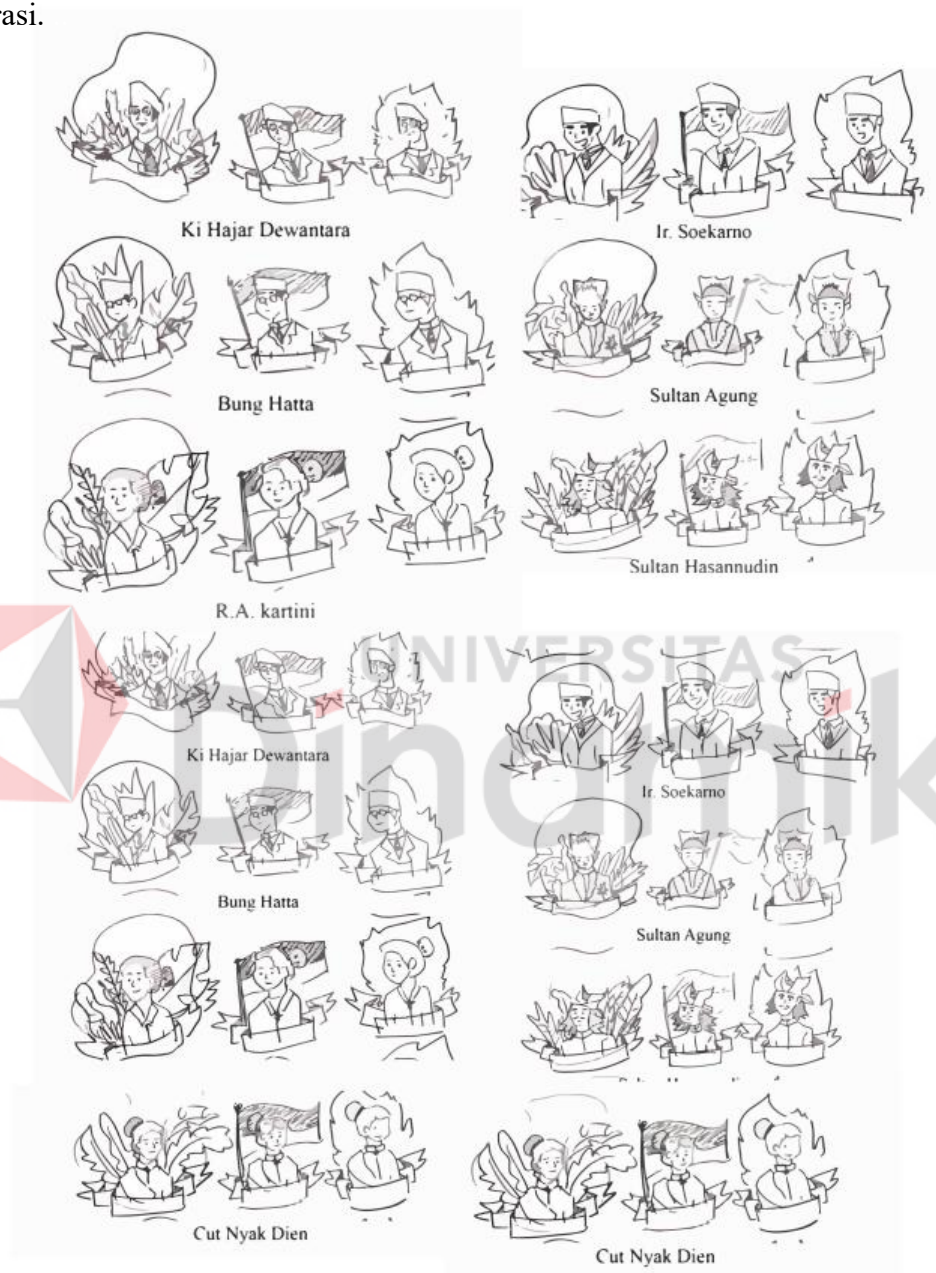 rasi.
Ki Hajar Dewantara
Ir. Soekarno
Bung Hatta
Sultan Agung
R.A. kartini
Sultan Hasannudin
UNIVERSITAS
Dinamik
Ki Hajar Dewantara
Ir. Soekarno
Bung Hatta
Sultan Agung
Cut Nyak Dien
Cut Nyak Dien